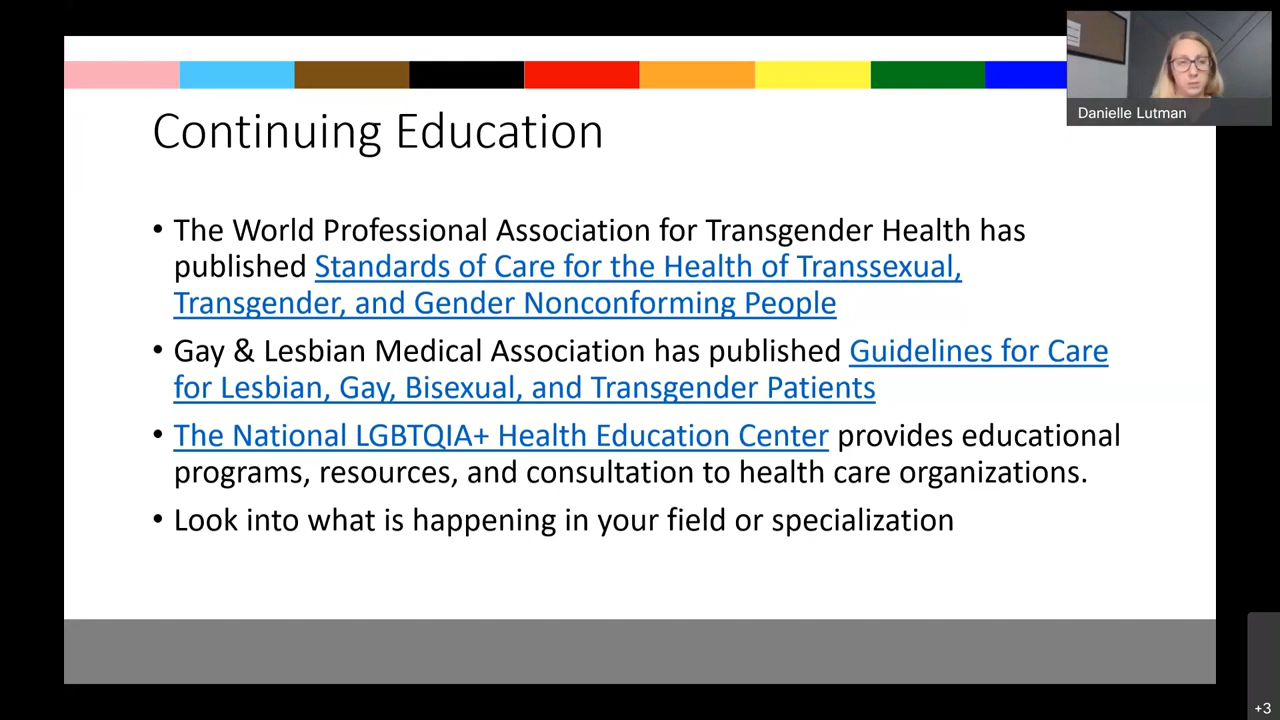 Danielle Lutman
Continuing Education
• The World Professional Association for Transgender Health has
published Standards of Care for the Health of Transsexual,
Transgender, and Gender Nonconforming People
• Gay & Lesbian Medical Association has published Guidelines for Care
for Lesbian, Gay, Bisexual, and Transgender Patients
• The National LGBTQIA+ Health Education Center provides educational
programs, resources, and consultation to health care organizations.
• Look into what is happening in your field or specialization
+3